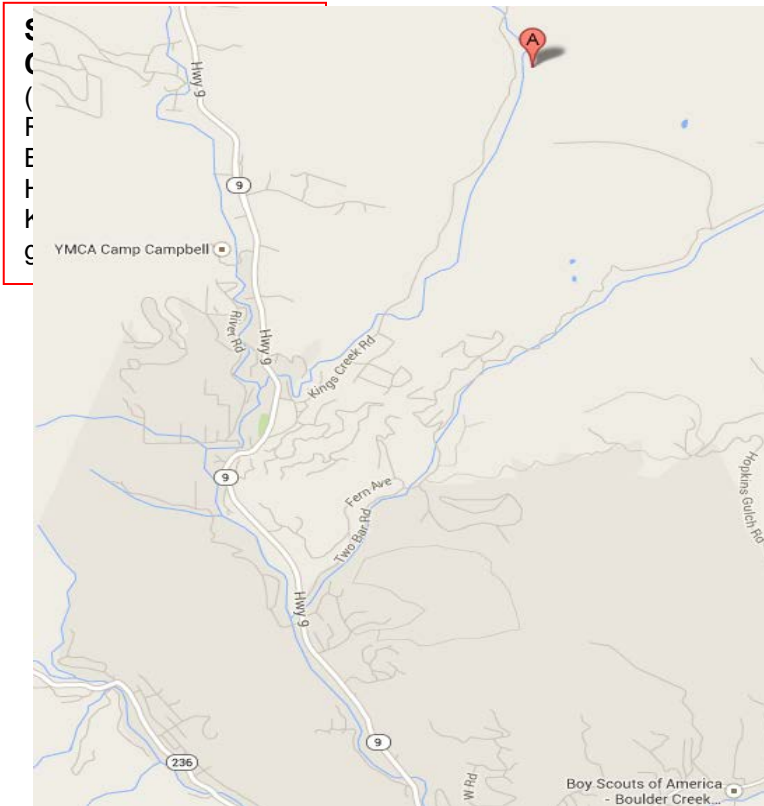 S
(
F
E
H
K
g
A
Hwy 9
9
YMCA Camp Campbell
River Rd
Hwy 9
Kings Creek Rd
9
Fern Ave
Two Bar Rd
Hopkins Gulch Rd
Hwy 9
9
236
W Rd
Boy Scouts of America
- Boulder Creek...